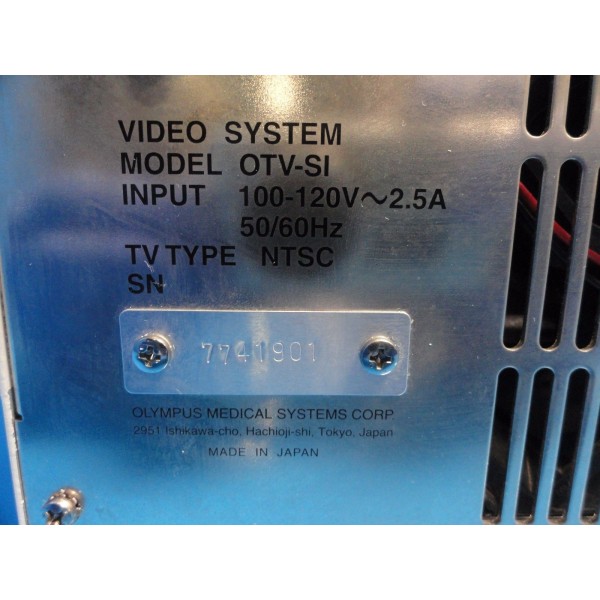 VIDEO SYSTEM
MODEL OTV-SI
INPUT 100-120V～2.5A
50/60Hz
TV TYPE NTSC
SN
7741901
OLYMPUS MEDICAL SYSTEMS CORP.
2951 Ishikawa-cho, Hachioji-shi, Tokyo, Japan
MADE IN JAPAN